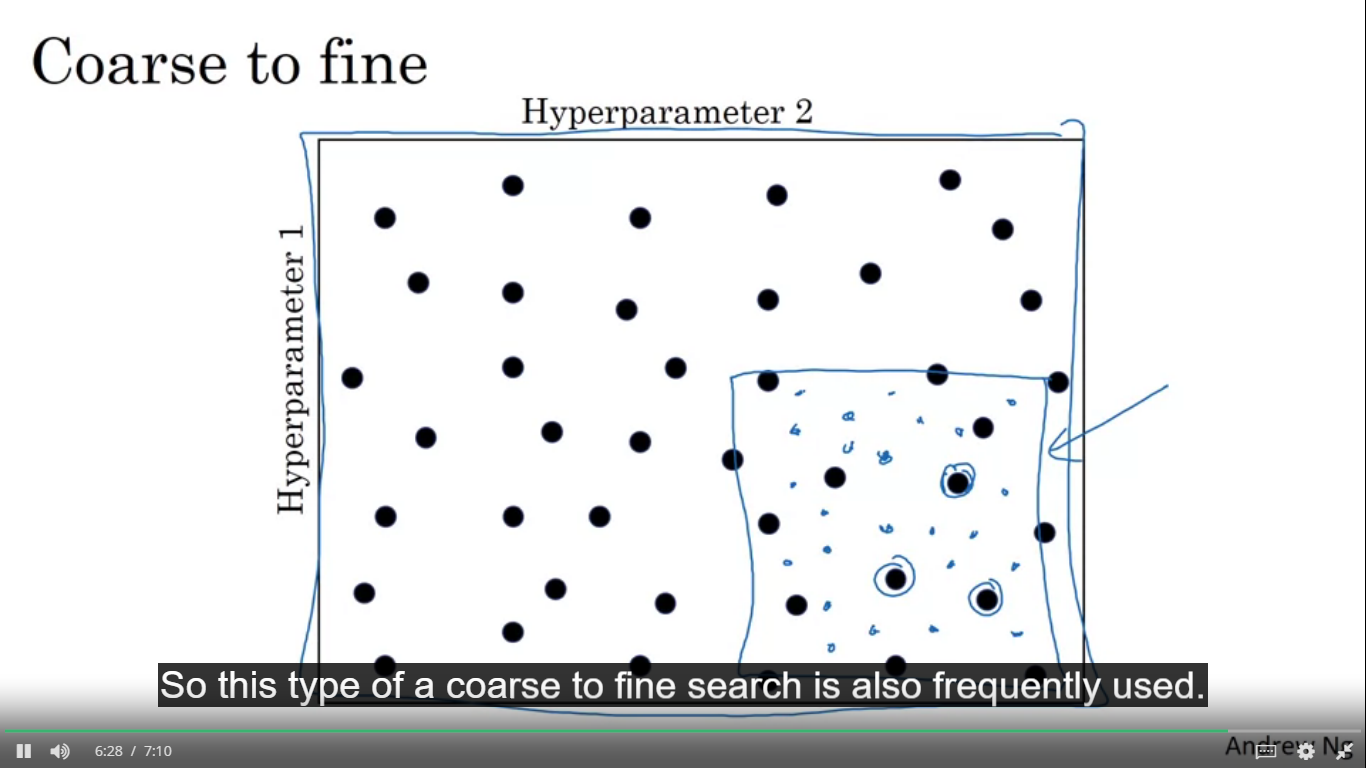 Coarse to fine
Hyperparameter 2
Hyperparameter 1
So this type of a coarse to fine search is also frequently used.
6:28 / 7:10
Andrew Ng